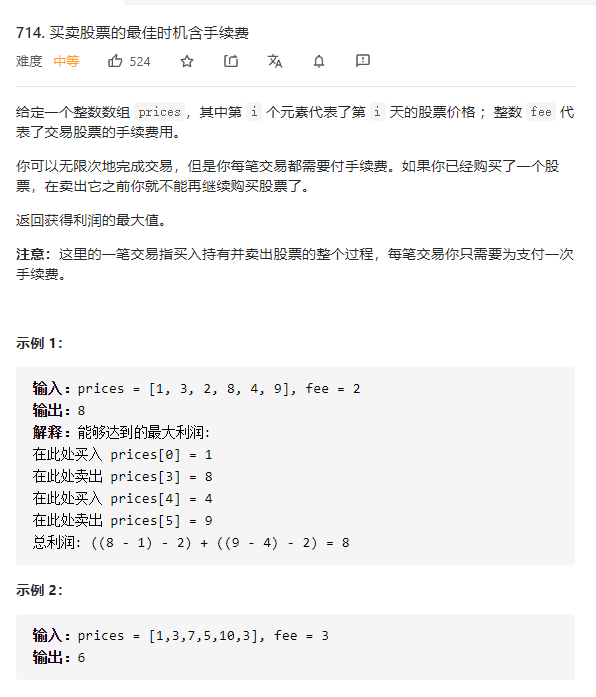 714. 买卖股票的最佳时机含手续费
难度 中等 524
给定一个整数数组 prices，其中第 i 个元素代表了第 i 天的股票价格 ；整数 fee 代
表了交易股票的手续费用。
你可以无限次地完成交易，但是你每笔交易都需要付手续费。如果你已经购买了一个股
票，在卖出它之前你就不能再继续购买股票了。
返回获得利润的最大值。
注意：这里的一笔交易指买入持有并卖出股票的整个过程，每笔交易你只需要为支付一次
手续费。
示例 1：
输入：prices = [1, 3, 2, 8, 4, 9], fee = 2
输出：8
解释：能够达到的最大利润:
在此处买入 prices[0] = 1
在此处卖出 prices[3] = 8
在此处买入 prices[4] = 4
在此处卖出 prices[5] = 9
总利润: ((8 - 1) - 2) + ((9 - 4) - 2) = 8
示例 2：
输入：prices = [1,3,7,5,10,3], fee = 3
输出：6